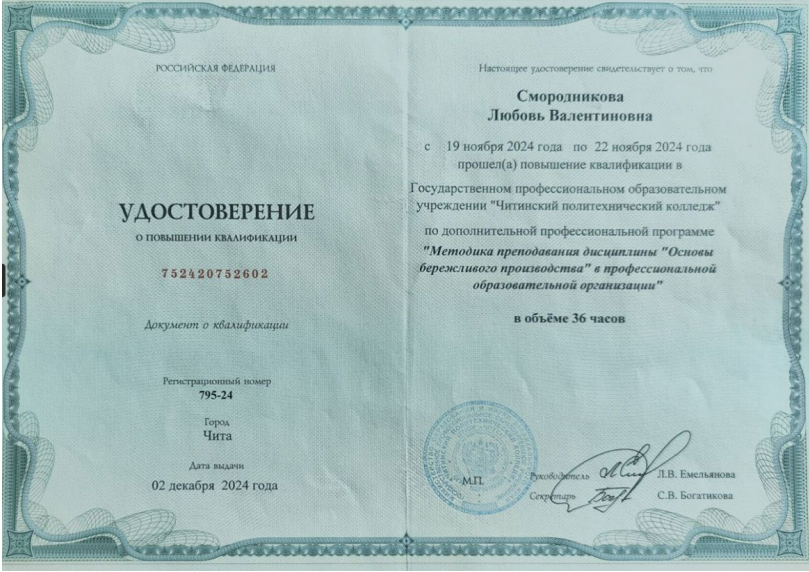 РОССИЙСКАЯ ФЕДЕРАЦИЯ
УДОСТОВЕРЕНИЕ
О ПОВЫШЕНИИ КВАЛИФИКАЦИИ
752420752602
Документ о квалификации
Регистрационный номер
795-24
Город
Чита
Дата выдачи
02 декабря 2024 года
Настоящее удостоверение свидетельствует о том, что
Смородникова
Любовь Валентиновна
с 19 ноября 2024 года по 22 ноября 2024 года
прошел(а) повышение квалификации в
Государственном профессиональном образовательном
учреждении "Читинский политехнический колледж"
по дополнительной профессиональной программе
"Методика преподавания дисциплины "Основы
бережливого производства" в профессиональной
образовательной организации"
в объёме 36 часов
М.П.
Руководитель Л.В. Емельянова
Секретарь С.В. Богатикова